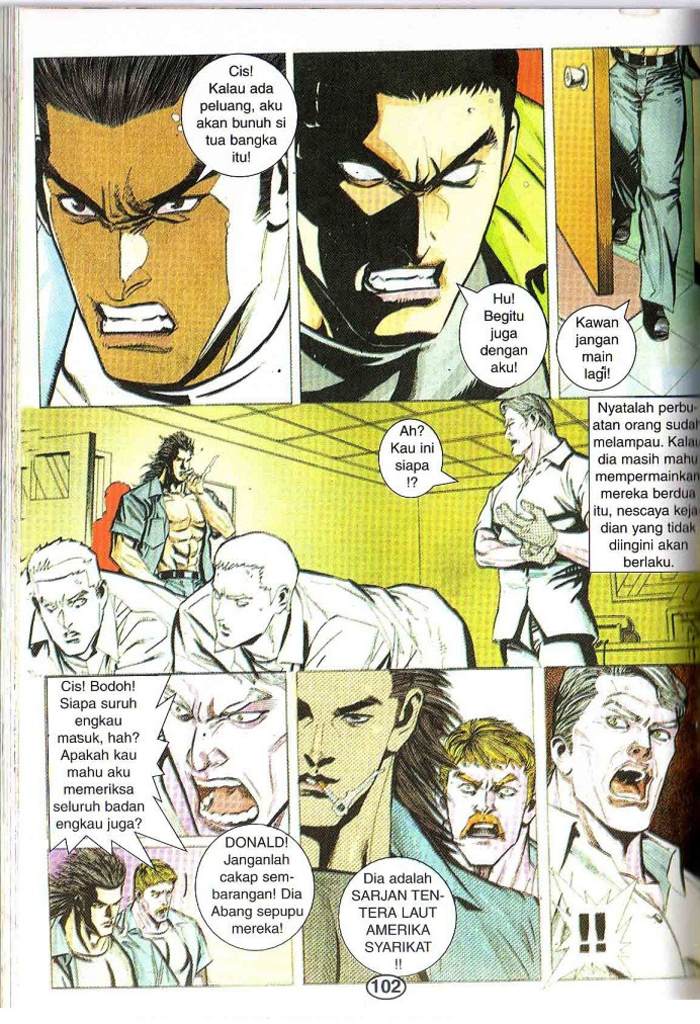 Cis!
Kalau ada
peluang, aku
akan bunuh si
tua bangka
itu!
Hu!
Begitu
juga
dengan
aku!
Kawan
jangan
main
lagi!
Ah?
Kau ini
siapa
!?
Nyatalah perbu-
atan orang sudah
melampau. Kalau
dia masih mahu
mempermainkan
mereka berdua
itu, nescaya keja-
dian yang tidak
diingini akan
berlaku.
Cis! Bodoh!
Siapa suruh
engkau
masuk, hah?
Apakah kau
mahu aku
memeriksa
seluruh badan
engkau juga?
DONALD!
Janganlah
cakap sem-
barangan! Dia
Abang sepupu
mereka!
Dia adalah
SARJAN TEN-
TERA LAUT
AMERIKA
SYARIKAT
!!
!!
102